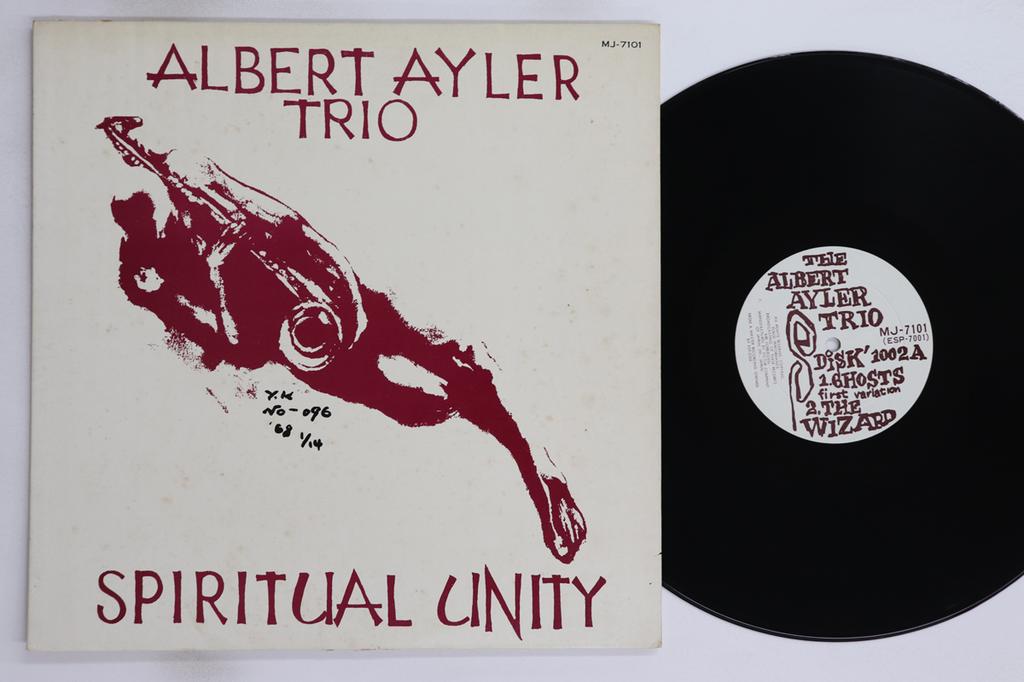 MJ-7101
ALBERT AYLER
TRIO
Y.K
NO-096
'68 1/14
SPIRITUAL UNITY
THE
ALBERT
AYLER
TRIO
MJ-7101
(ESP-7001)
DiSK' 1002A
1.GHOSTS
first variation
2.THE
WIZARD